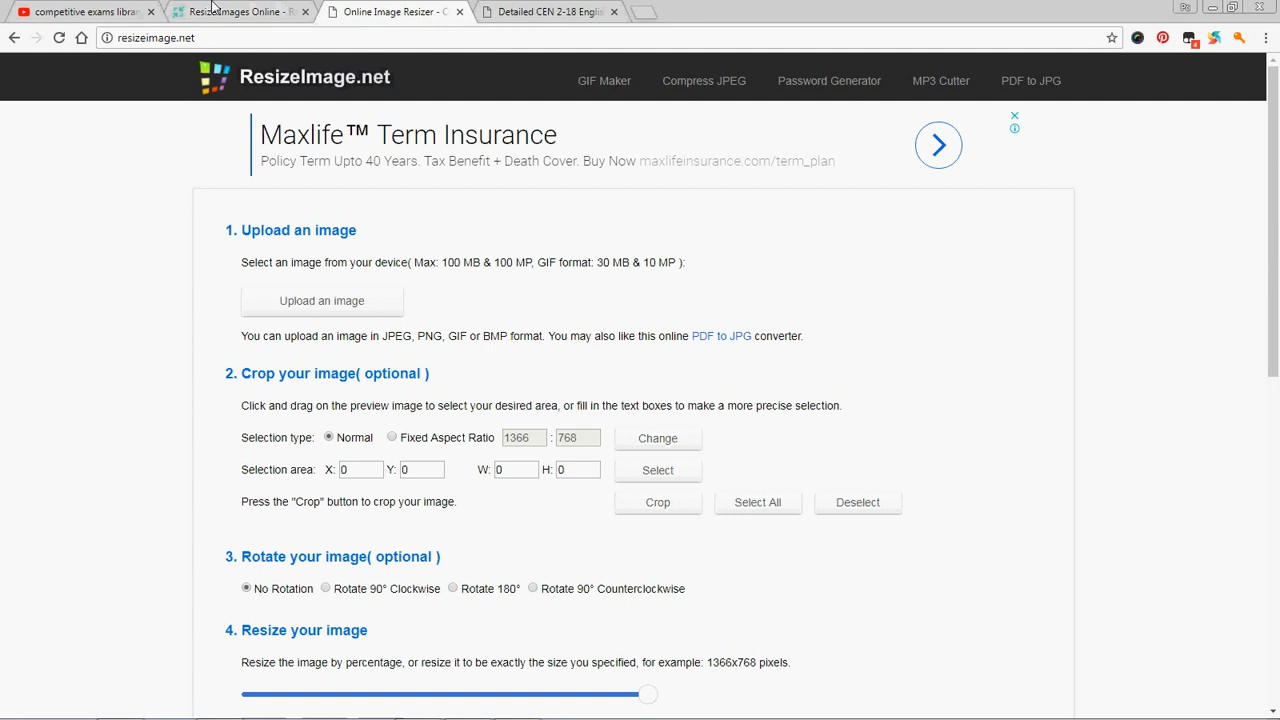 competitive exams libra
ResizeImages Online - R
Online Image Resizer - C
Detailed CEN 2-18 Englis
resizeimage.net
ResizeImage.net
GIF Maker
Compress JPEG
Password Generator
MP3 Cutter
PDF to JPG
Maxlife™ Term Insurance
Policy Term Upto 40 Years. Tax Benefit + Death Cover. Buy Now maxlifeinsurance.com/term_plan
1. Upload an image
Select an image from your device( Max: 100 MB & 100 MP, GIF format: 30 MB & 10 MP ):
Upload an image
You can upload an image in JPEG, PNG, GIF or BMP format. You may also like this online PDF to JPG converter.
2. Crop your image( optional )
Click and drag on the preview image to select your desired area, or fill in the text boxes to make a more precise selection.
Selection type: Normal Fixed Aspect Ratio 1366 : 768 Change
Selection area: X: 0 Y: 0 W: 0 H: 0 Select
Press the "Crop" button to crop your image. Crop Select All Deselect
3. Rotate your image( optional )
No Rotation Rotate 90° Clockwise Rotate 180° Rotate 90° Counterclockwise
4. Resize your image
Resize the image by percentage, or resize it to be exactly the size you specified, for example: 1366x768 pixels.